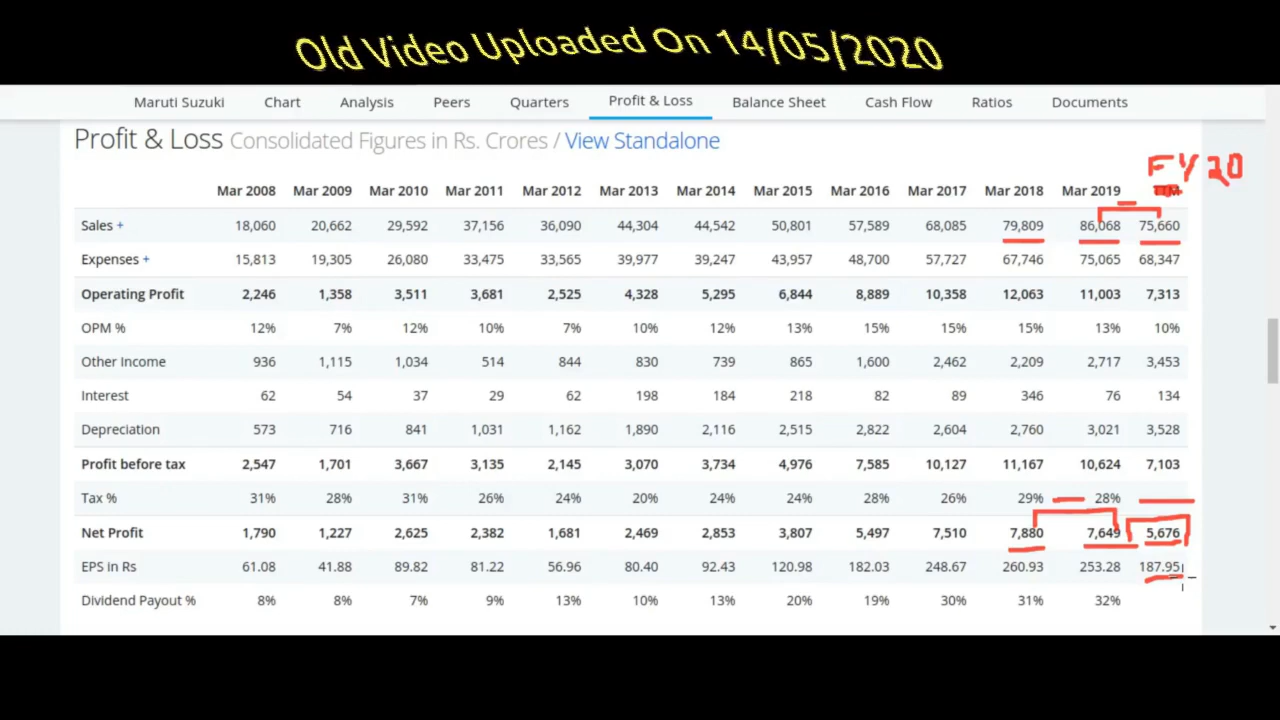 Old Video Uploaded On 14/05/2020
Maruti Suzuki Chart Analysis Peers Quarters Profit & Loss Balance Sheet Cash Flow Ratios Documents
Profit & Loss Consolidated Figures in Rs. Crores / View Standalone
FY 20
Mar 2008 Mar 2009 Mar 2010 Mar 2011 Mar 2012 Mar 2013 Mar 2014 Mar 2015 Mar 2016 Mar 2017 Mar 2018 Mar 2019
Sales + 18,060 20,662 29,592 37,156 36,090 44,304 44,542 50,801 57,589 68,085 79,809 86,068 75,660
Expenses + 15,813 19,305 26,080 33,475 33,565 39,977 39,247 43,957 48,700 57,727 67,746 75,065 68,347
Operating Profit 2,246 1,358 3,511 3,681 2,525 4,328 5,295 6,844 8,889 10,358 12,063 11,003 7,313
OPM % 12% 7% 12% 10% 7% 10% 12% 13% 15% 15% 15% 13% 10%
Other Income 936 1,115 1,034 514 844 830 739 865 1,600 2,462 2,209 2,717 3,453
Interest 62 54 37 29 62 198 184 218 82 89 346 76 134
Depreciation 573 716 841 1,031 1,162 1,890 2,116 2,515 2,822 2,604 2,760 3,021 3,528
Profit before tax 2,547 1,701 3,667 3,135 2,145 3,070 3,734 4,976 7,585 10,127 11,167 10,624 7,103
Tax % 31% 28% 31% 26% 24% 20% 24% 24% 28% 26% 29% 28%
Net Profit 1,790 1,227 2,625 2,382 1,681 2,469 2,853 3,807 5,497 7,510 7,880 7,649 5,676
EPS in Rs 61.08 41.88 89.82 81.22 56.96 80.40 92.43 120.98 182.03 248.67 260.93 253.28 187.95
Dividend Payout % 8% 8% 7% 9% 13% 10% 13% 20% 19% 30% 31% 32%